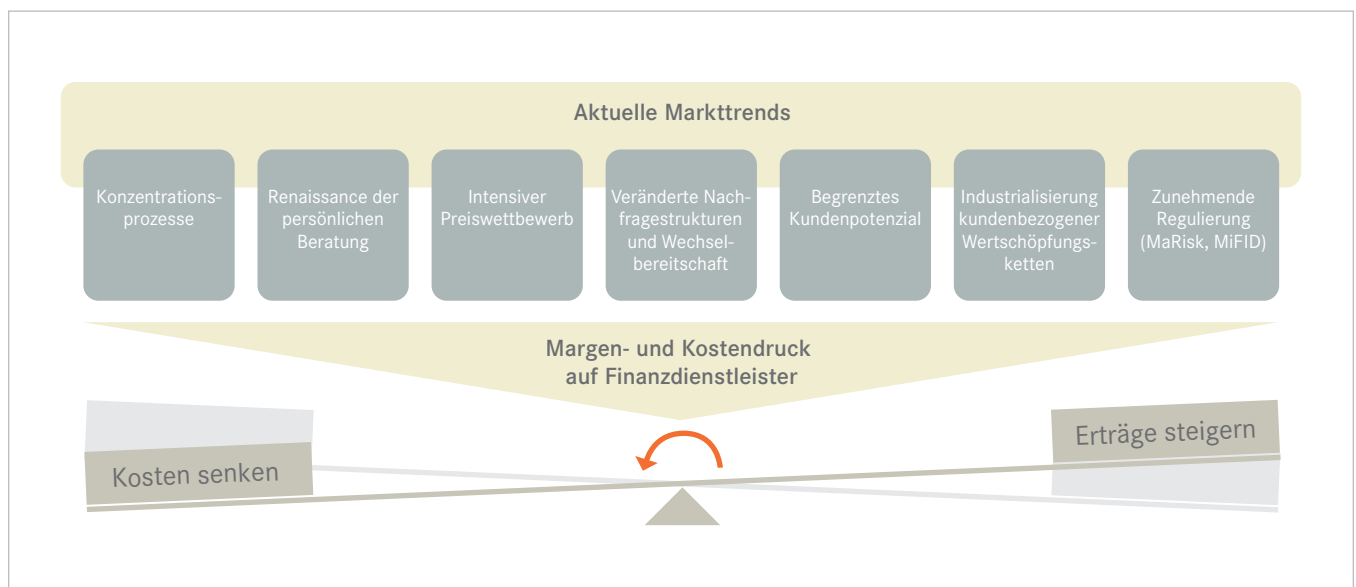 Aktuelle Markttrends
Konzentrations-
prozesse
Renaissance der
persönlichen
Beratung
Intensiver
Preiswettbewerb
Veränderte Nach-
fragestrukturen
und Wechsel-
bereitschaft
Begrenztes
Kundenpotenzial
Industrialisierung
kundenbezogener
Wertschöpfungs-
ketten
Zunehmende
Regulierung
(MaRisk, MiFID)
Margen- und Kostendruck
auf Finanzdienstleister
Kosten senken
Erträge steigern